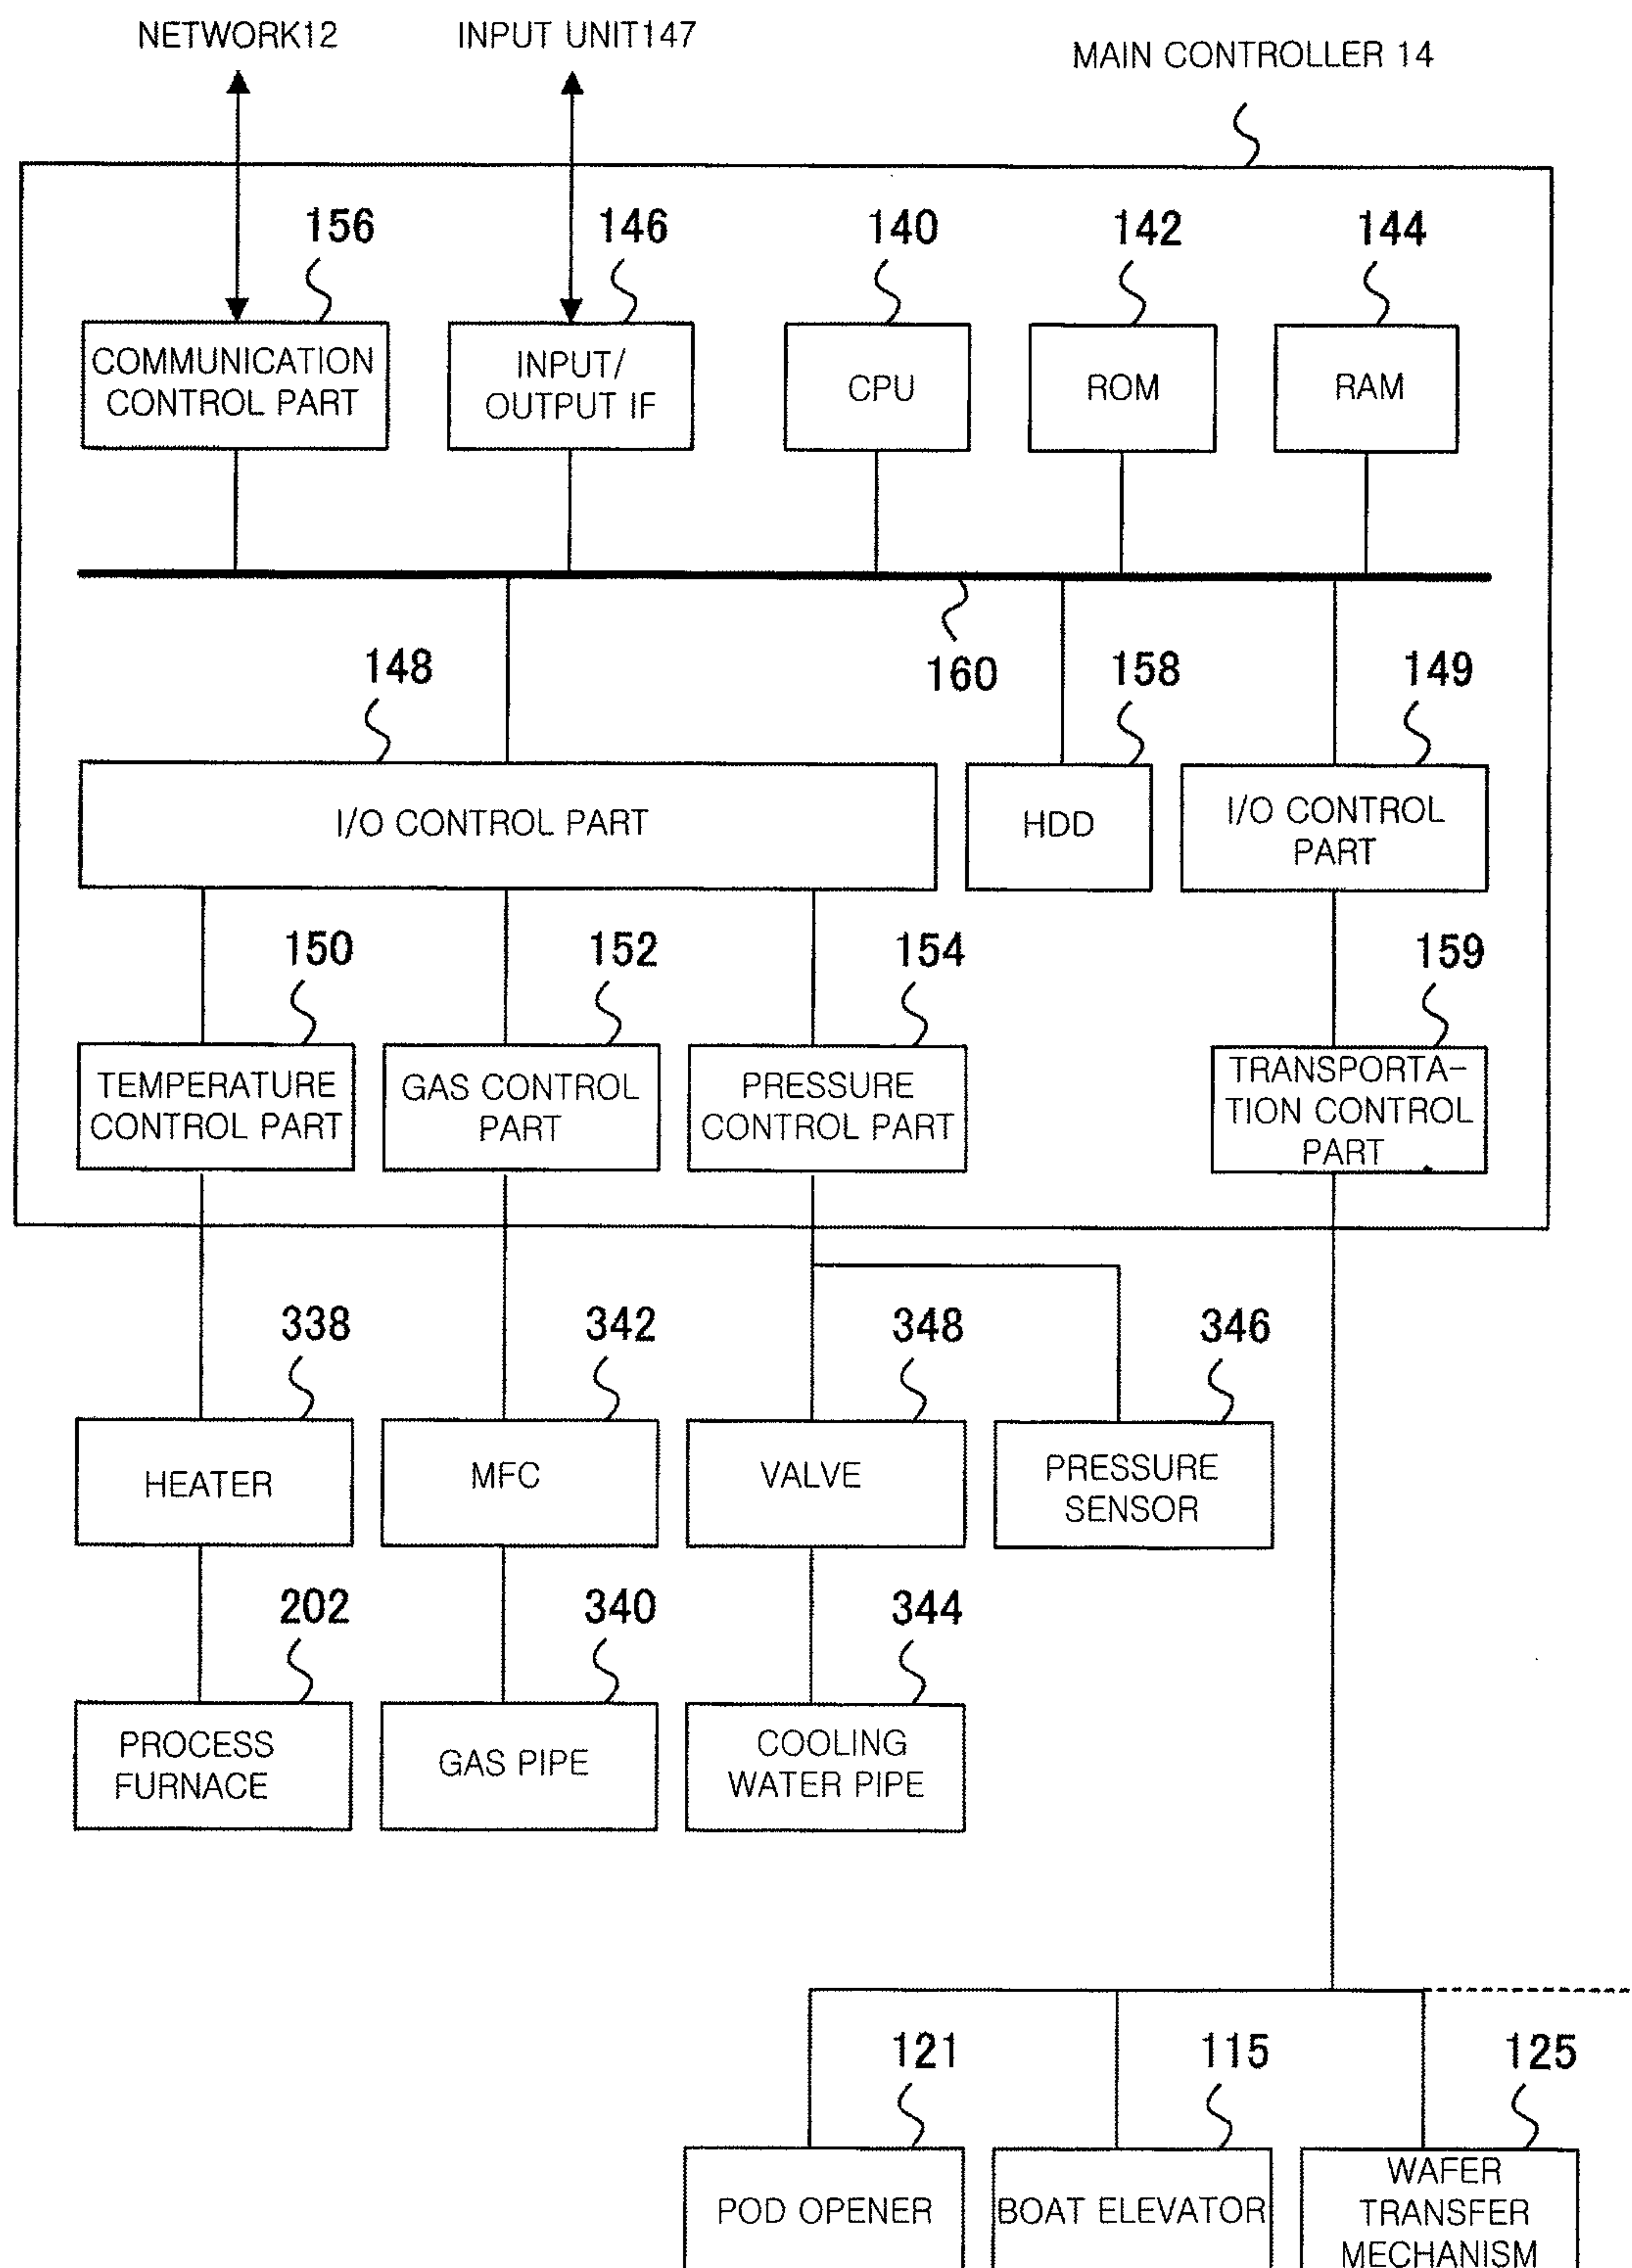 NETWORK12
INPUT UNIT147
MAIN CONTROLLER 14
156
146
140
142
144
COMMUNICATION
CONTROL PART
INPUT/
OUTPUT IF
CPU
ROM
RAM
160
148
158
149
I/O CONTROL PART
HDD
I/O CONTROL
PART
150
152
154
159
TEMPERATURE
CONTROL PART
GAS CONTROL
PART
PRESSURE
CONTROL PART
TRANSPORTA-
TION CONTROL
PART
338
342
348
346
HEATER
MFC
VALVE
PRESSURE
SENSOR
202
340
344
PROCESS
FURNACE
GAS PIPE
COOLING
WATER PIPE
121
115
125
POD OPENER
BOAT ELEVATOR
WAFER
TRANSFER
MECHANISM